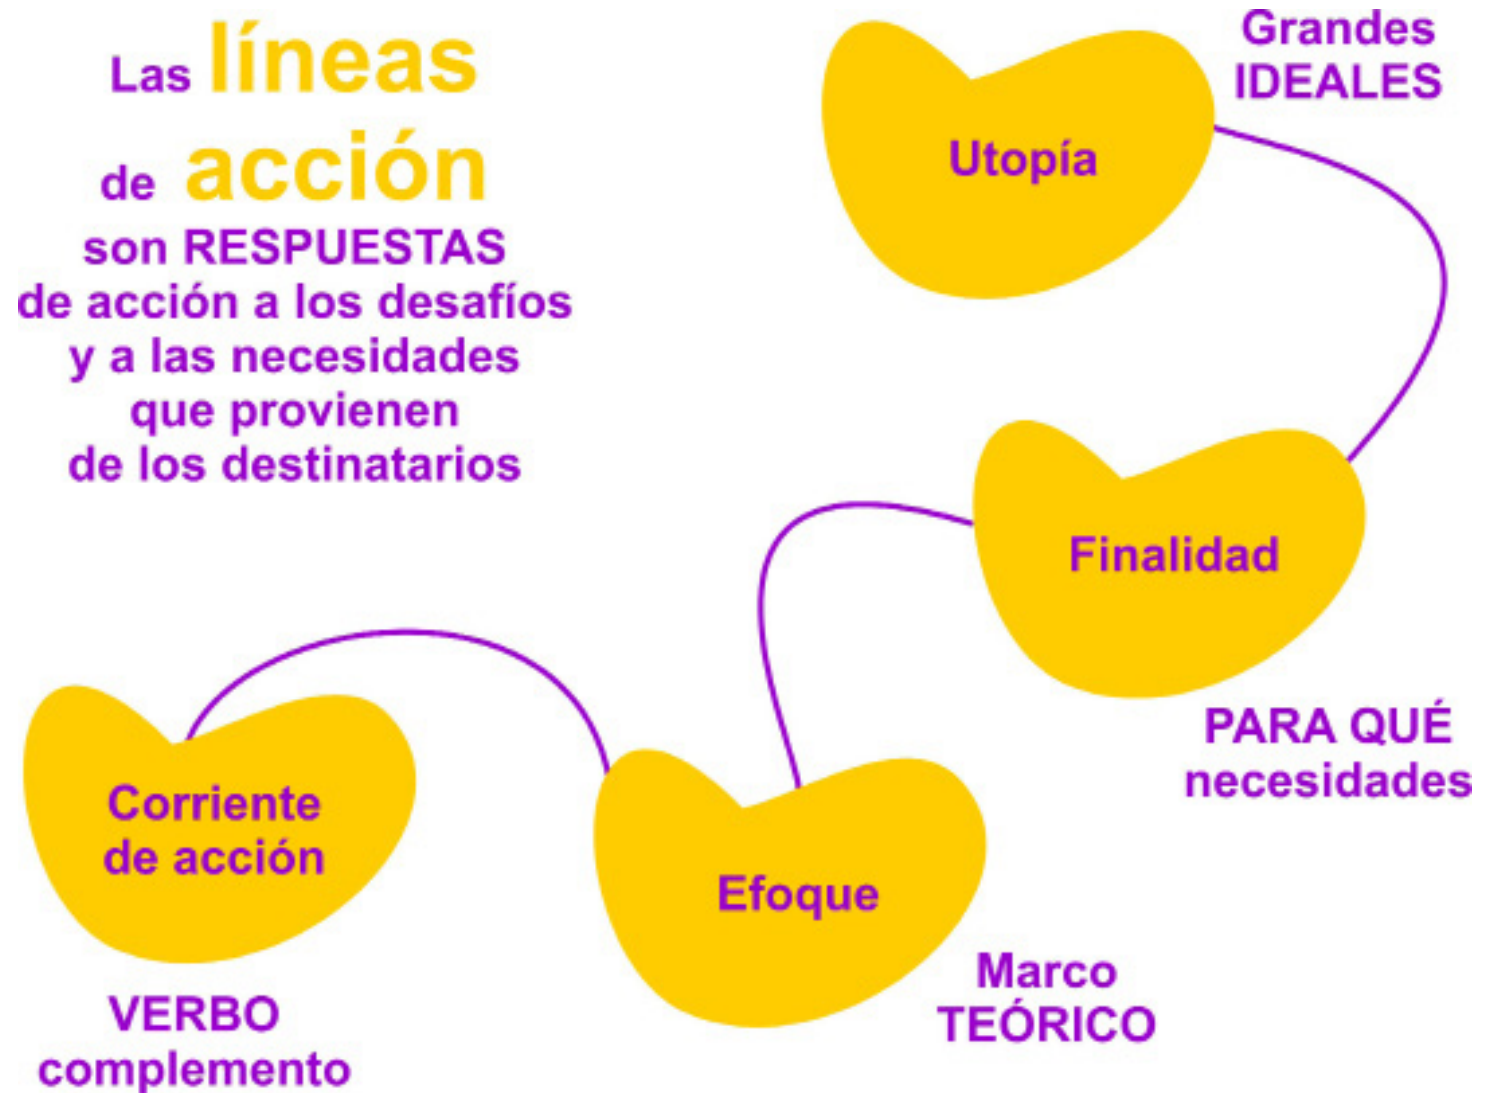 Las líneas
de acción
son RESPUESTAS
de acción a los desafíos
y a las necesidades
que provienen
de los destinatarios
Grandes
IDEALES
Utopía
Finalidad
PARA QUÉ
necesidades
Efoque
Marco
TEÓRICO
Corriente
de acción
VERBO
complemento